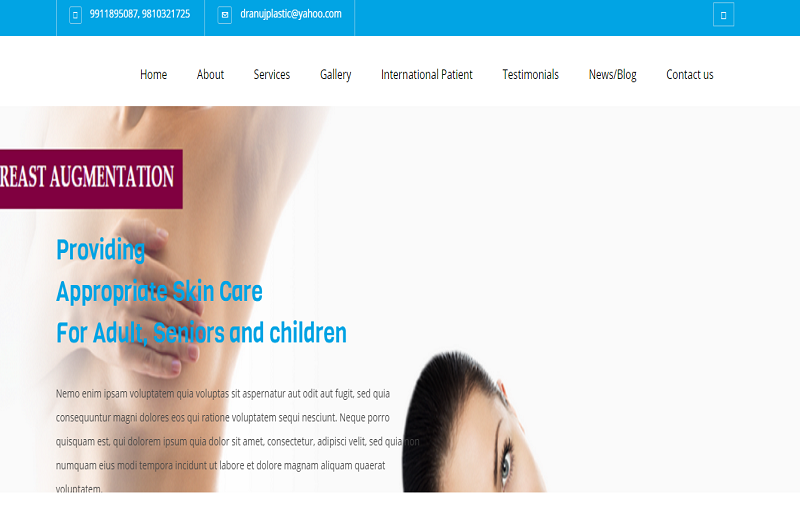 9911895087, 9810321725 dranujplastic@yahoo.com
Home About Services Gallery International Patient Testimonials News/Blog Contact us
REAST AUGMENTATION
Providing
Appropriate Skin Care
For Adult, Seniors and children
Nemo enim ipsam voluptatem quia voluptas sit aspernatur aut odit aut fugit, sed quia
consequuntur magni dolores eos qui ratione voluptatem sequi nesciunt. Neque porro
quisquam est, qui dolorem ipsum quia dolor sit amet, consectetur, adipisci velit, sed quia non
numquam eius modi tempora incidunt ut labore et dolore magnam aliquam quaerat
voluptatem.